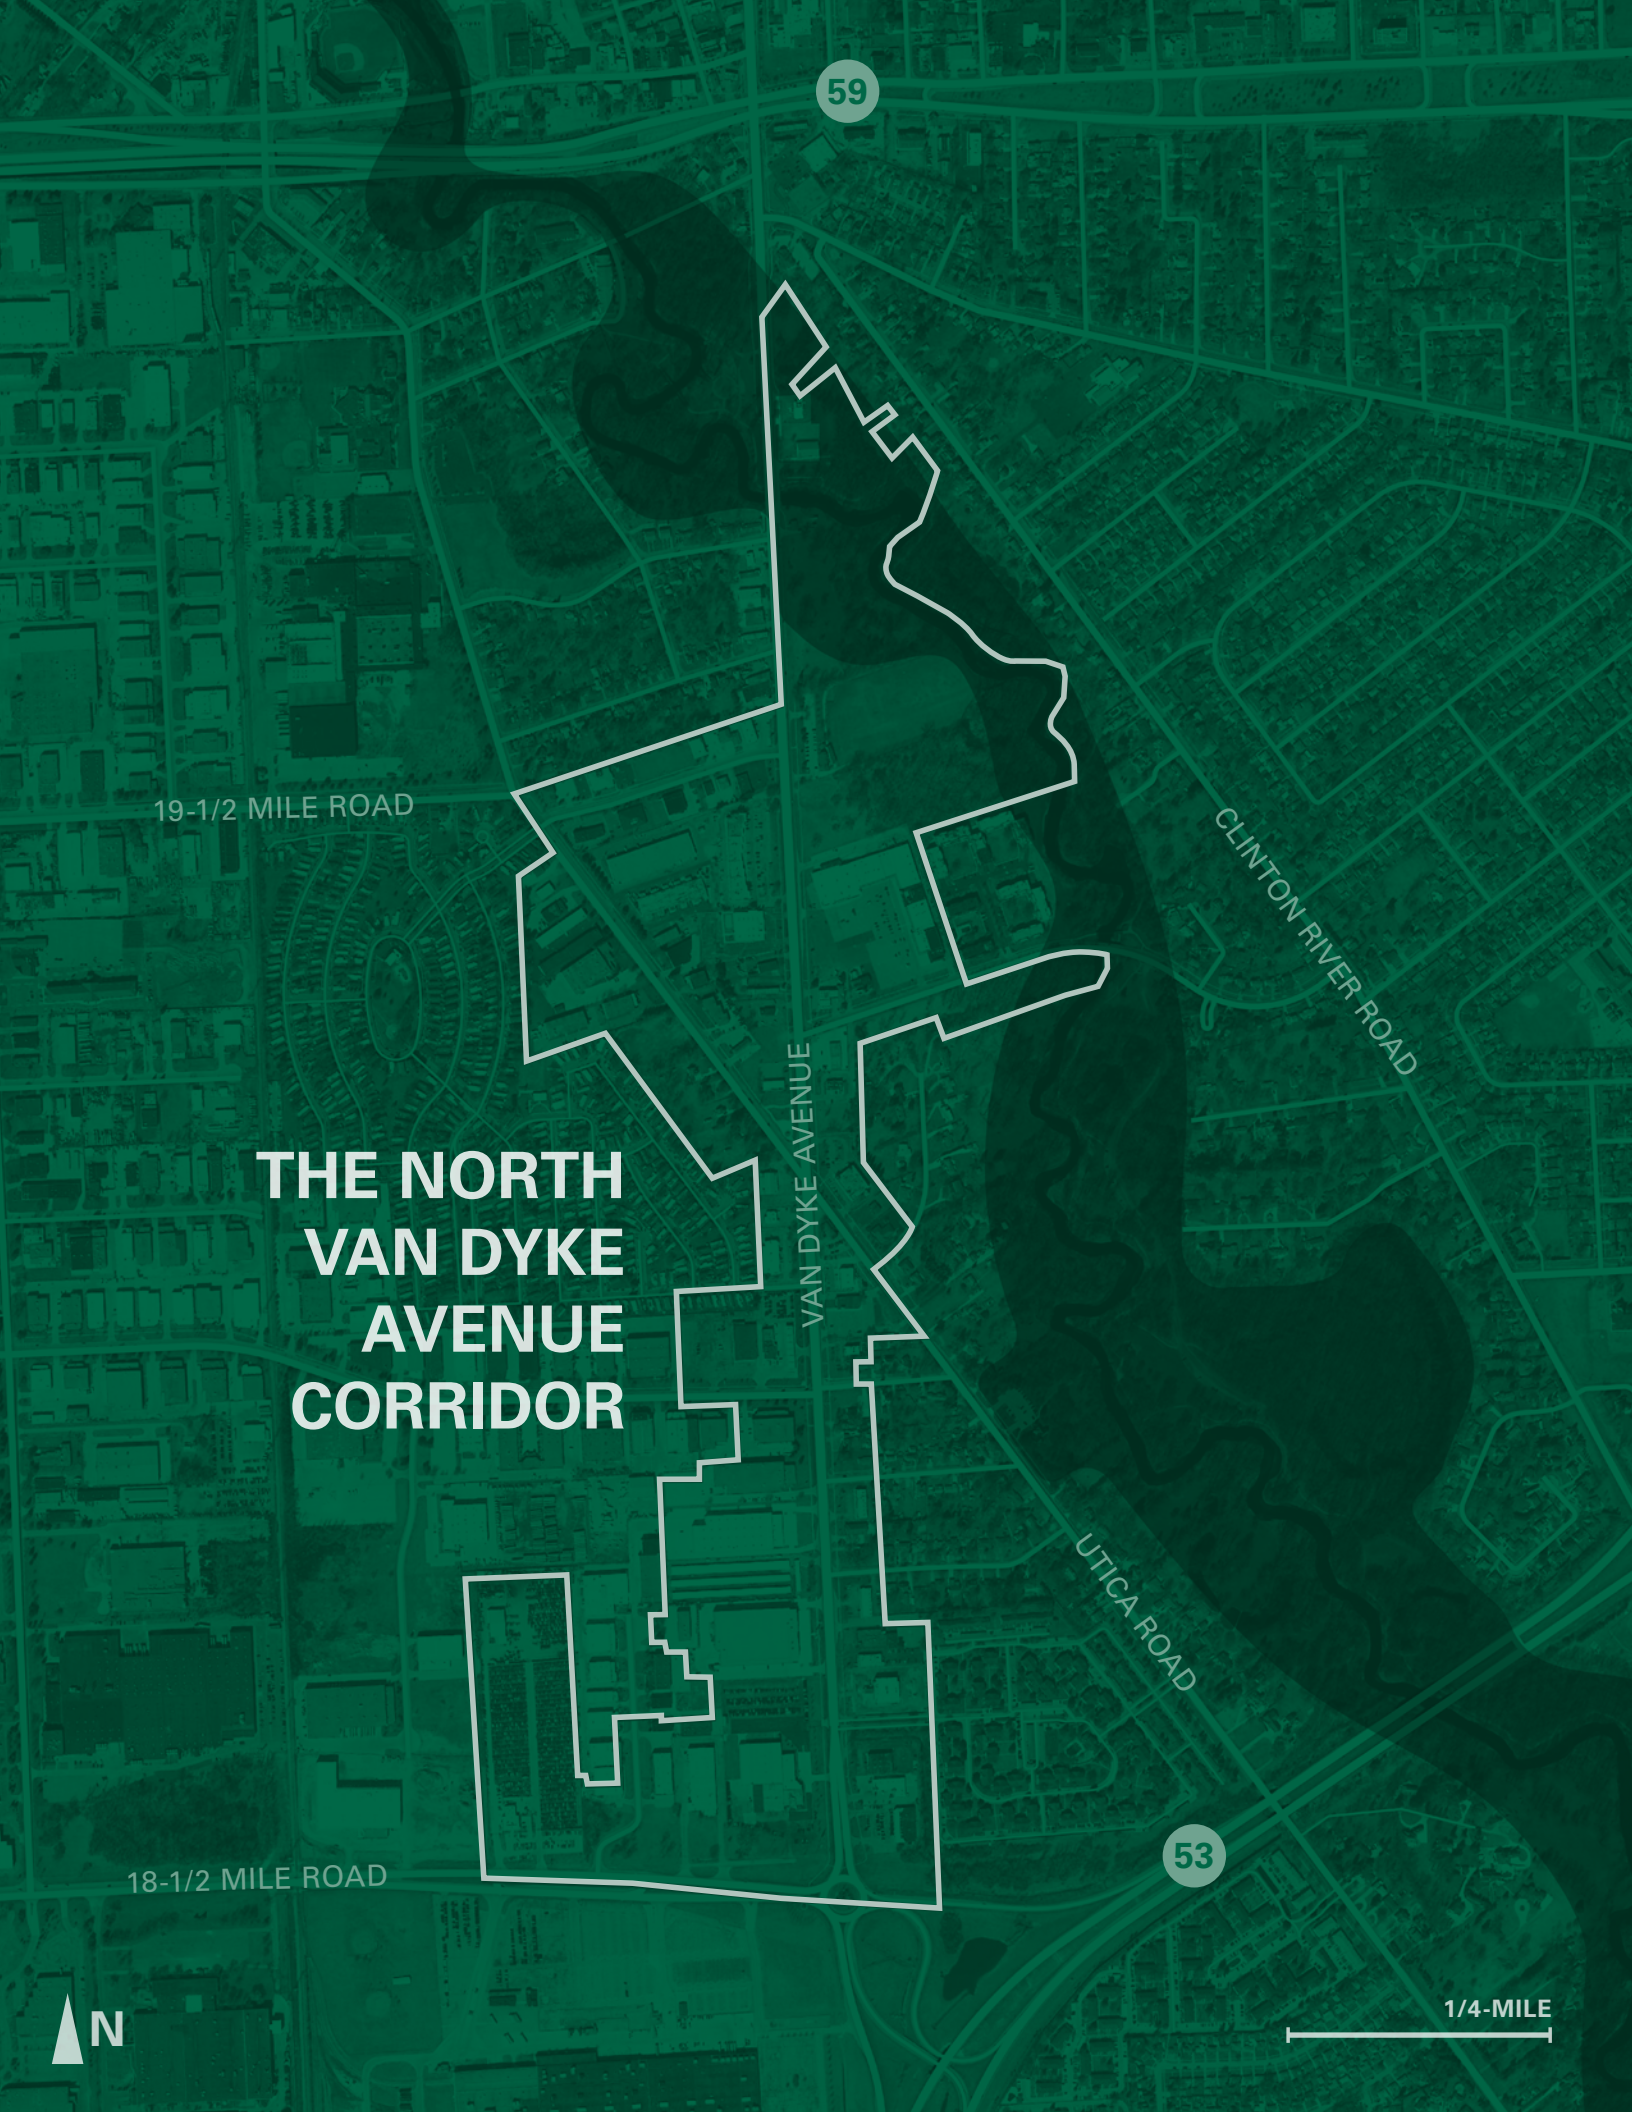 59
19-1/2 MILE ROAD
CLINTON RIVER ROAD
VAN DYKE AVENUE
THE NORTH
VAN DYKE
AVENUE
CORRIDOR
UTICA ROAD
53
18-1/2 MILE ROAD
N
1/4-MILE